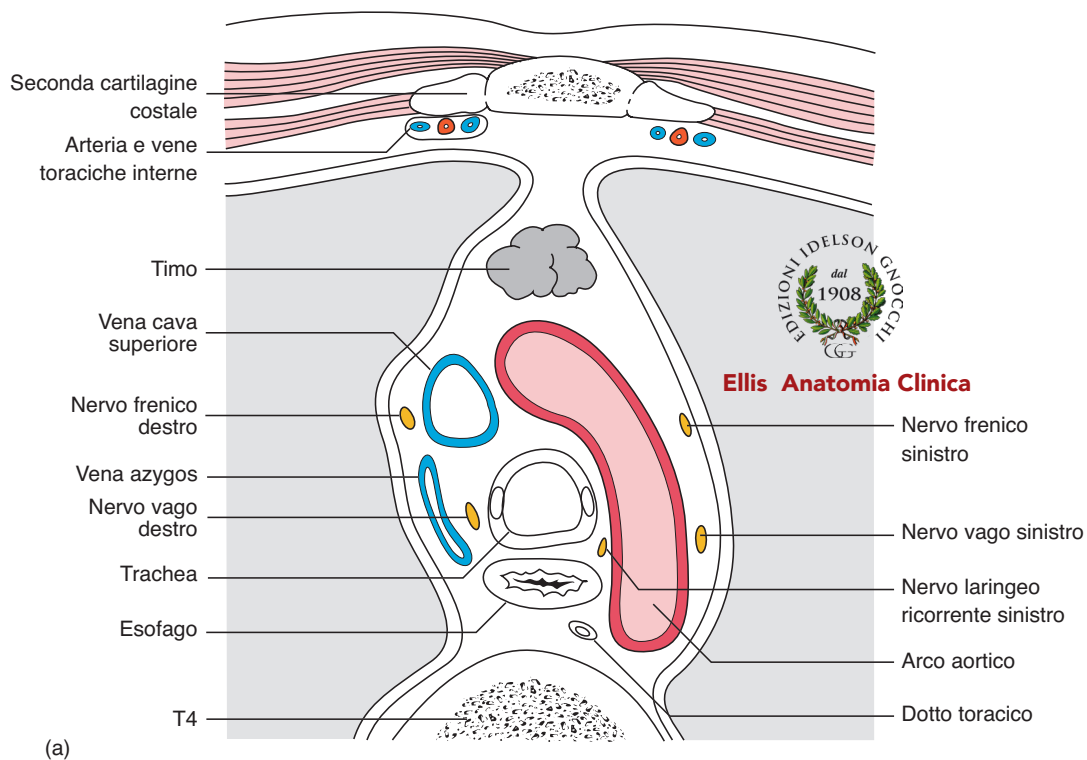 Seconda cartilagine
costale
Arteria e vene
toraciche interne
Timo
Vena cava
superiore
Nervo frenico
destro
Vena azygos
Nervo vago
destro
Trachea
Esofago
T4
(a)
EDIZIONI IDELSON GNOCCHI
dal
1908
CGG
Ellis Anatomia Clinica
Nervo frenico
sinistro
Nervo vago sinistro
Nervo laringeo
ricorrente sinistro
Arco aortico
Dotto toracico